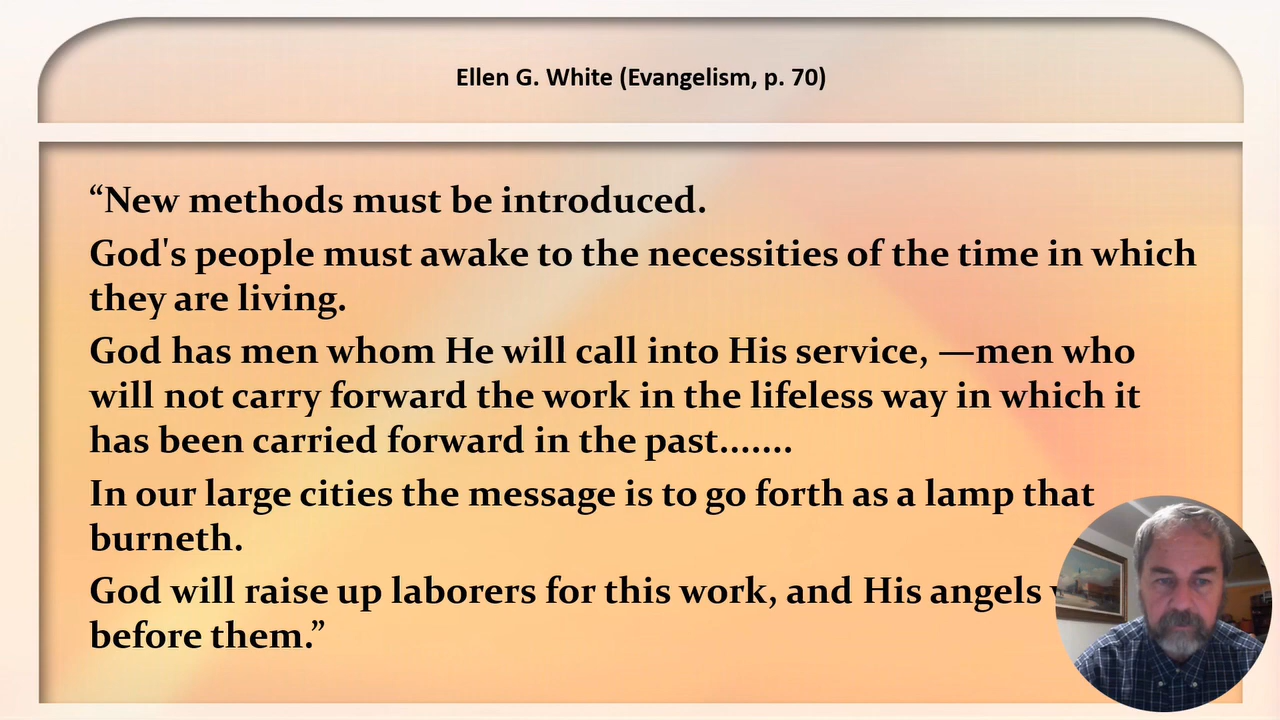 Ellen G. White (Evangelism, p. 70)
“New methods must be introduced.
God's people must awake to the necessities of the time in which
they are living.
God has men whom He will call into His service, —men who
will not carry forward the work in the lifeless way in which it
has been carried forward in the past.......
In our large cities the message is to go forth as a lamp that
burneth.
God will raise up laborers for this work, and His angels
before them.”